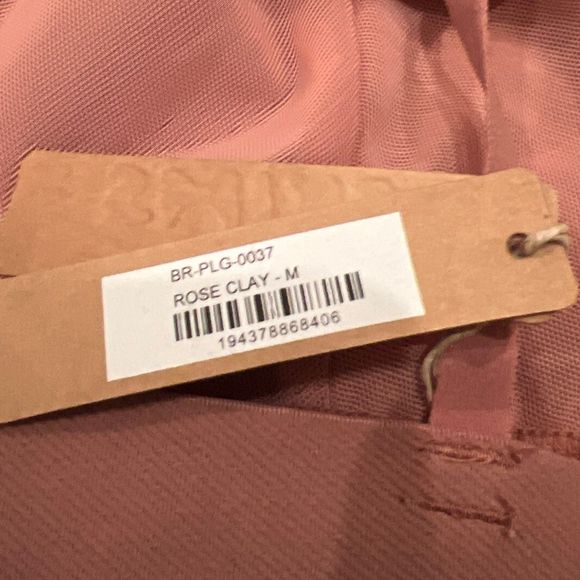 BR-PLG-0037
ROSE CLAY - M
194378868406